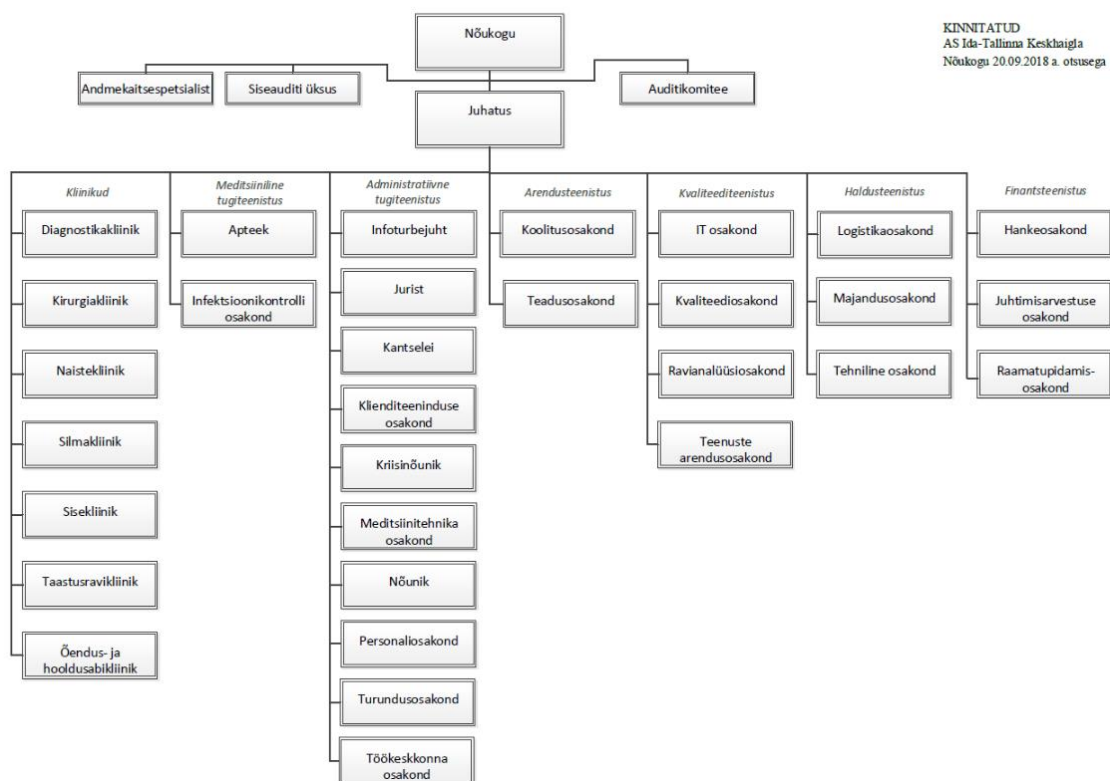 Nõukogu
KINNITATUD
AS Ida-Tallinna Keskhaigla
Nõukogu 20.09.2018 a. otsusega
Andmekaitsespetsialist
Siseauditi üksus
Auditikomitee
Juhatus
Kliinikud
Diagnostikakliinik
Kirurgiakliinik
Naistekliinik
Silmakliinik
Sisekliinik
Taastusravikliinik
Õendus- ja
hooldusabikliinik
Meditsiiniline
tugiteenistus
Apteek
Infektsioonikontrolli
osakond
Administratiivne
tugiteenistus
Infoturbejuht
Jurist
Kantselei
Klienditeeninduse
osakond
Kriisinõunik
Meditsiinitehnika
osakond
Nõunik
Personaliosakond
Turundusosakond
Töökeskkonna
osakond
Arendusteenistus
Koolitusosakond
Teadusosakond
Kvaliteediteenistus
IT osakond
Kvaliteediosakond
Ravianalüüsiosakond
Teenuste
arendusosakond
Haldusteenistus
Logistikaosakond
Majandusosakond
Tehniline osakond
Finantsteenistus
Hankeosakond
Juhtimisarvestuse
osakond
Raamatupidamis-
osakond